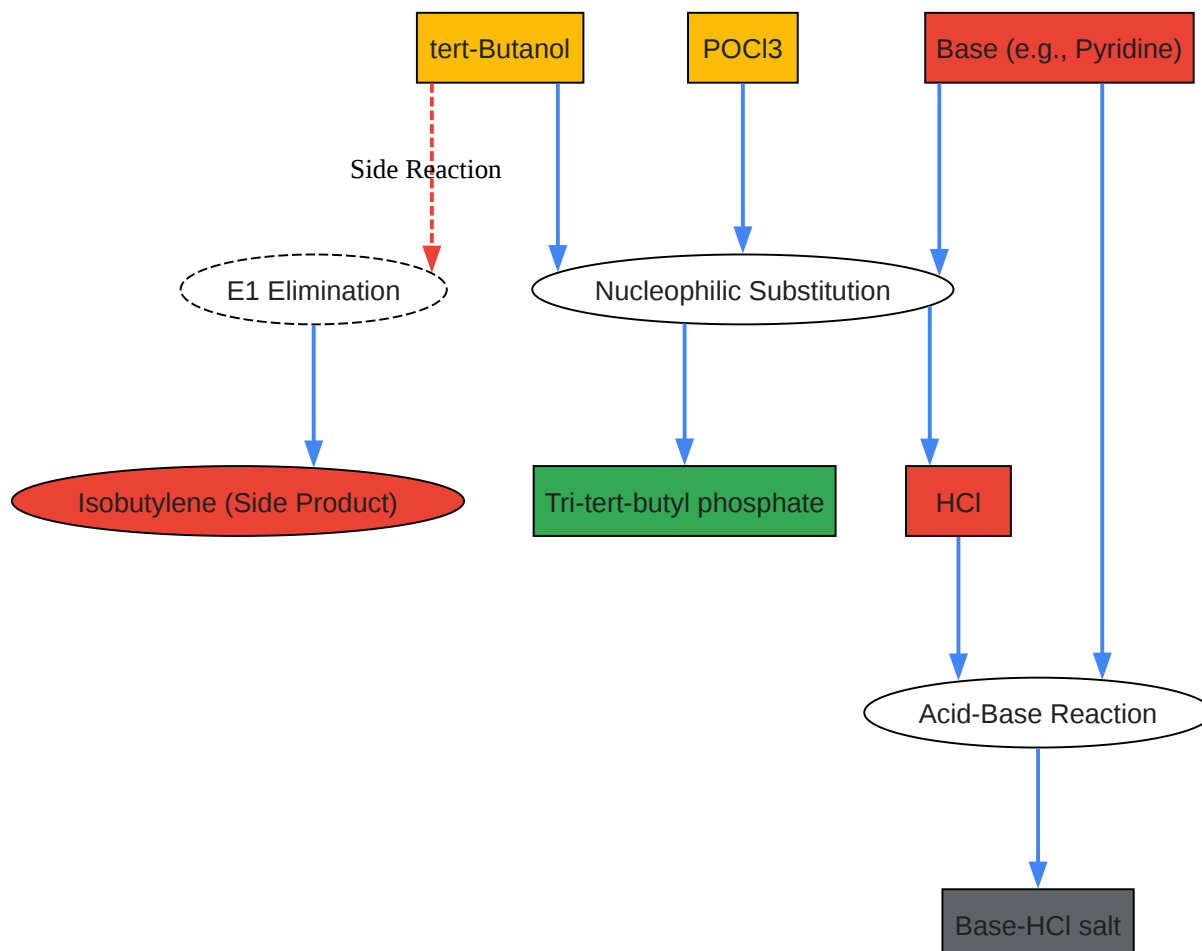 tert-Butanol
POCl3
Base (e.g., Pyridine)
Side Reaction
E1 Elimination
Nucleophilic Substitution
Isobutylene (Side Product)
Tri-tert-butyl phosphate
HCl
Acid-Base Reaction
Base-HCl salt